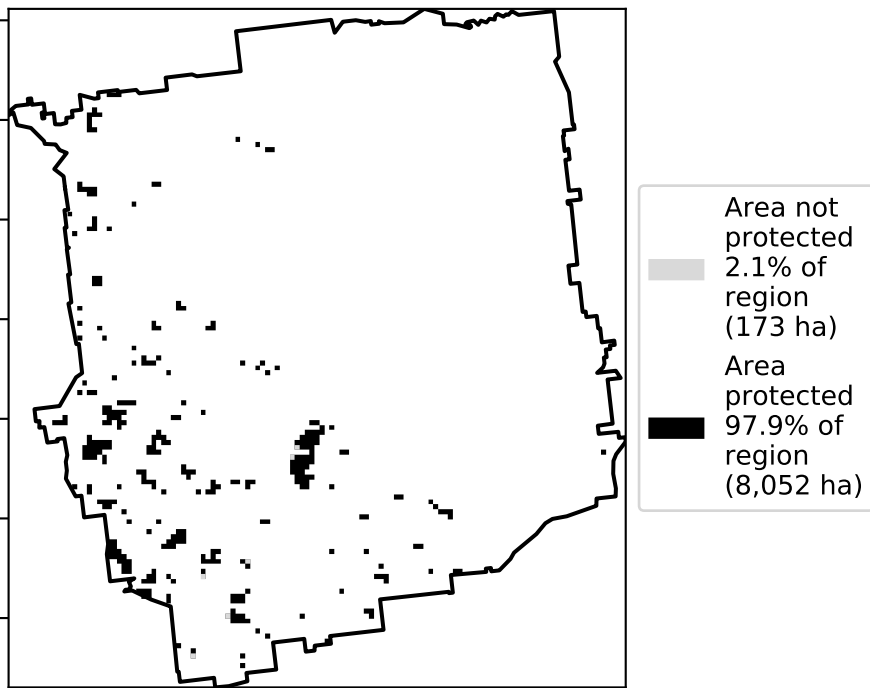 Area not
protected
2.1% of
region
(173 ha)
Area
protected
97.9% of
region
(8,052 ha)